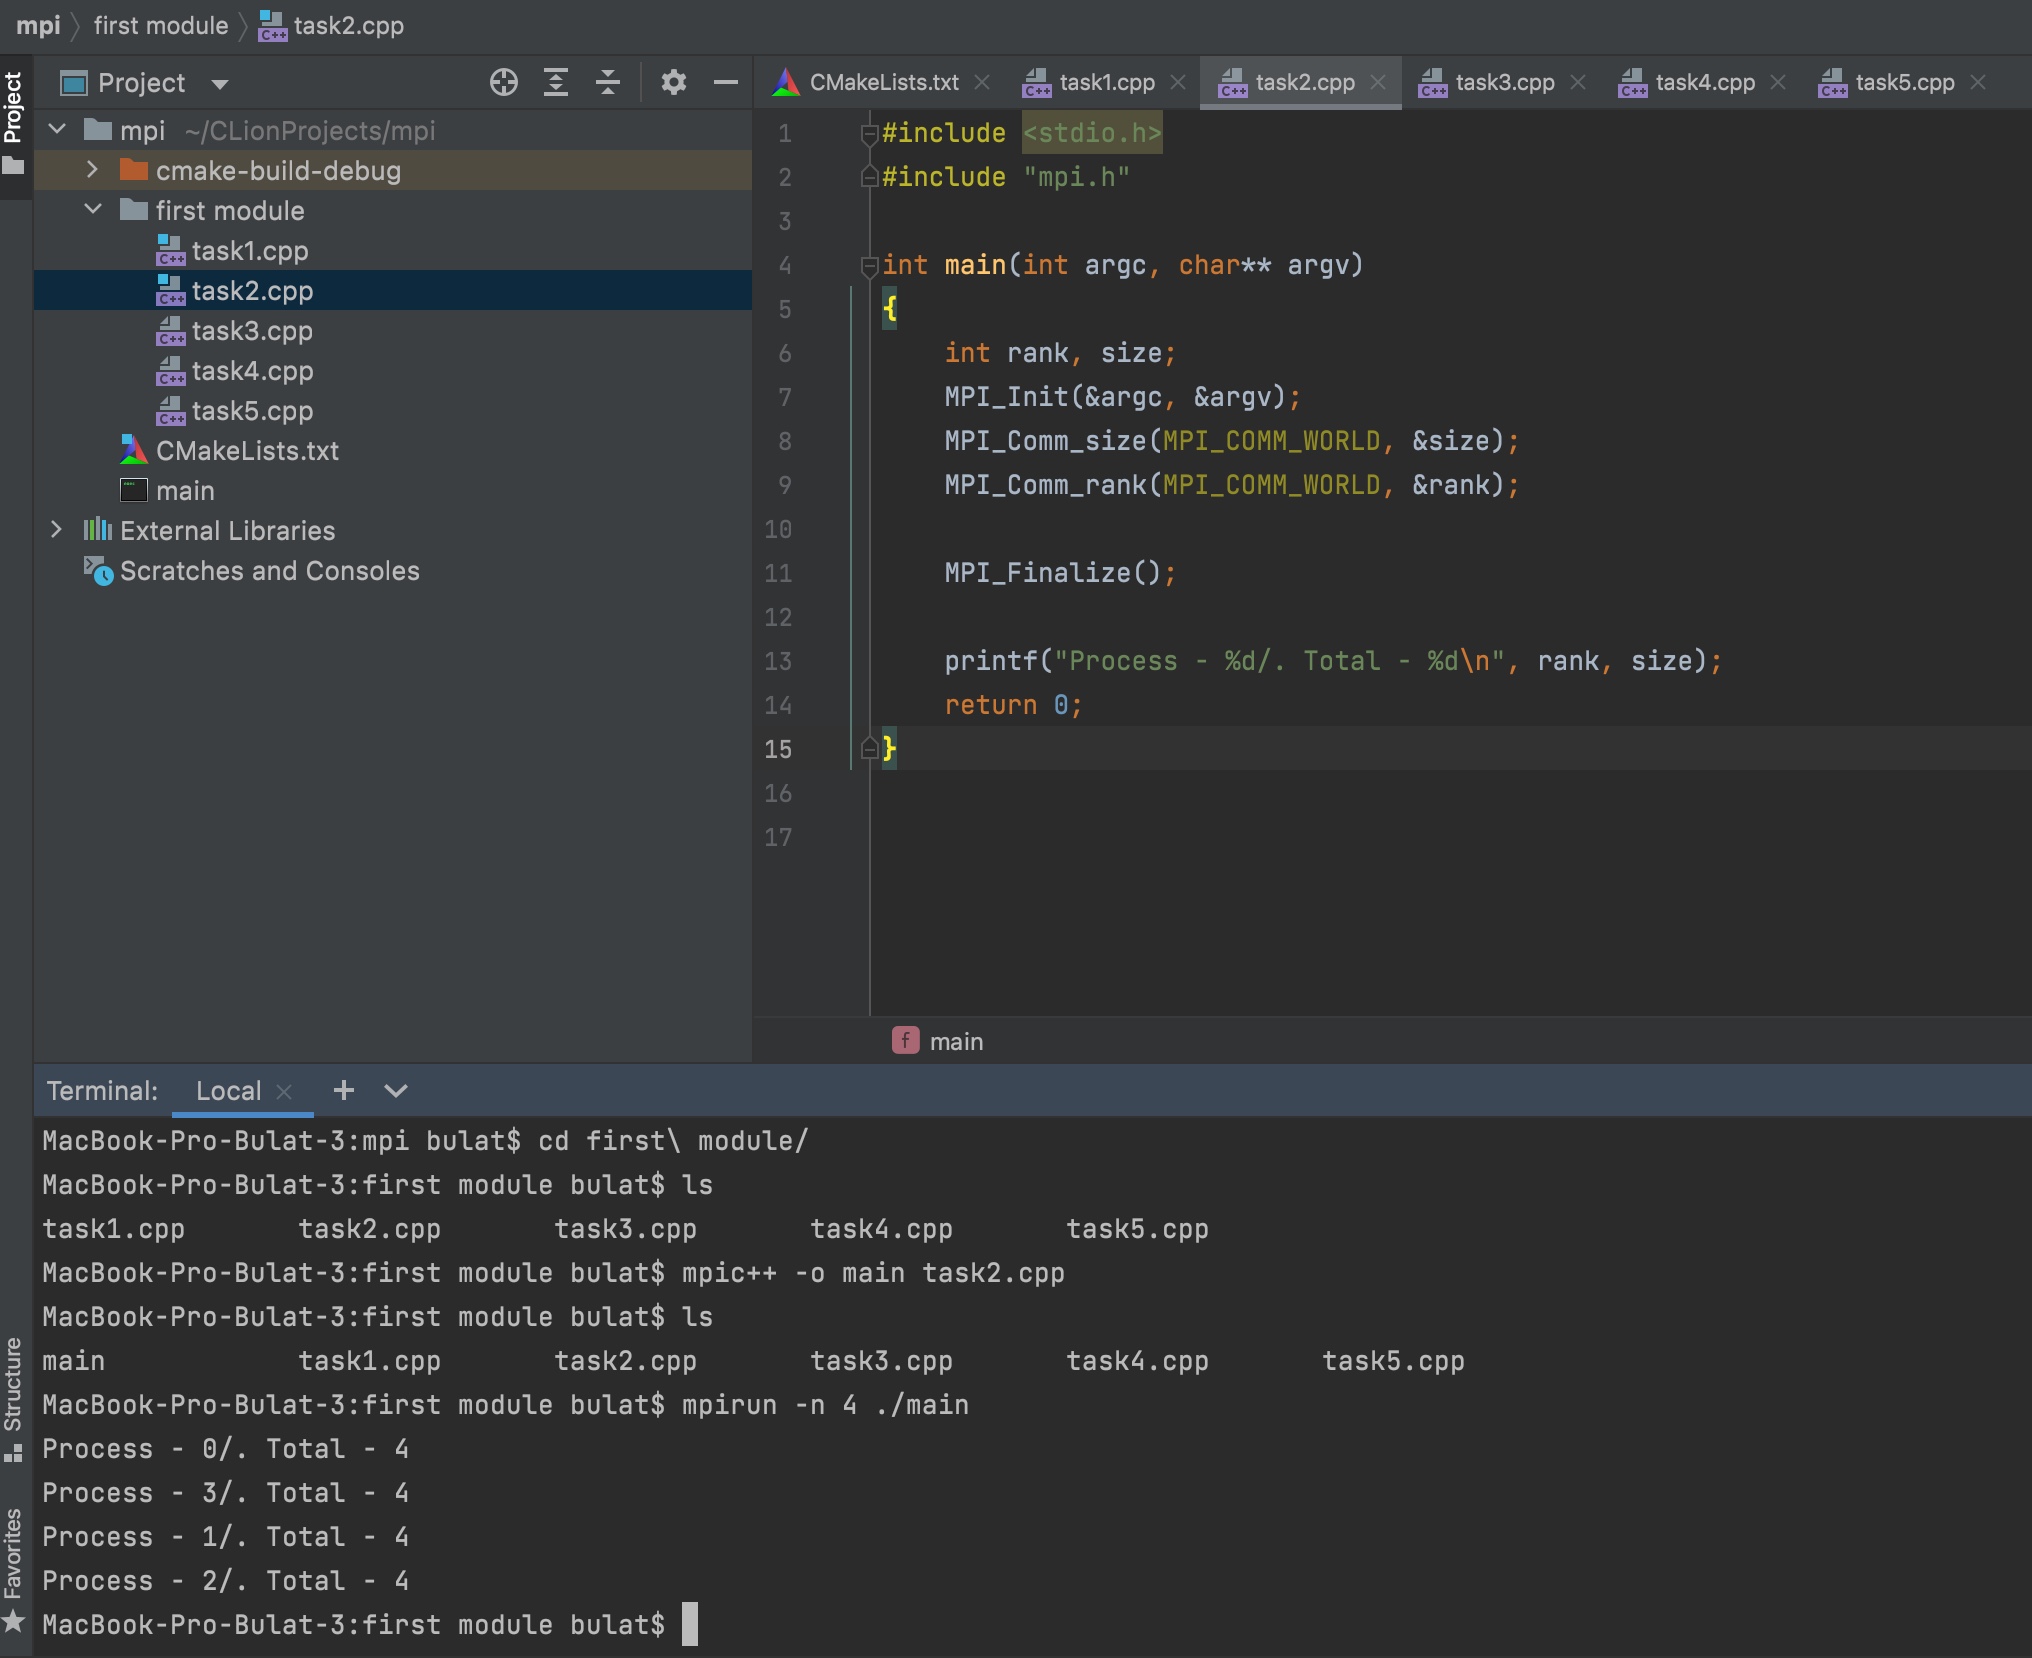 mpi first module task2.cpp
Project
Project
mpi ~/CLionProjects/mpi
cmake-build-debug
first module
task1.cpp
task2.cpp
task3.cpp
task4.cpp
task5.cpp
CMakeLists.txt
main
External Libraries
Scratches and Consoles
CMakeLists.txt task1.cpp task2.cpp task3.cpp task4.cpp task5.cpp
1 #include <stdio.h>
2 #include "mpi.h"
3
4 int main(int argc, char** argv)
5 {
6 int rank, size;
7 MPI_Init(&argc, &argv);
8 MPI_Comm_size(MPI_COMM_WORLD, &size);
9 MPI_Comm_rank(MPI_COMM_WORLD, &rank);
10
11 MPI_Finalize();
12
13 printf("Process - %d/. Total - %d\n", rank, size);
14 return 0;
15 }
16
17
f main
Terminal: Local
MacBook-Pro-Bulat-3:mpi bulat$ cd first\ module/
MacBook-Pro-Bulat-3:first module bulat$ ls
task1.cpp task2.cpp task3.cpp task4.cpp task5.cpp
MacBook-Pro-Bulat-3:first module bulat$ mpic++ -o main task2.cpp
MacBook-Pro-Bulat-3:first module bulat$ ls
main task1.cpp task2.cpp task3.cpp task4.cpp task5.cpp
MacBook-Pro-Bulat-3:first module bulat$ mpirun -n 4 ./main
Process - 0/. Total - 4
Process - 3/. Total - 4
Process - 1/. Total - 4
Process - 2/. Total - 4
MacBook-Pro-Bulat-3:first module bulat$
Structure
Favorites